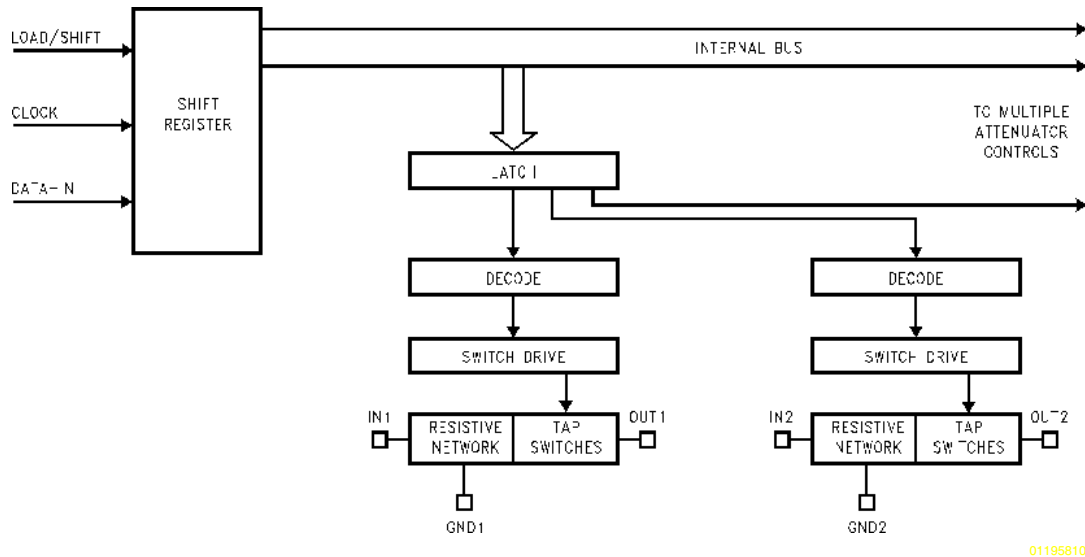 LOAD/SHIFT
CLOCK
DATA-IN
SHIFT
REGISTER
INTERNAL BUS
TO MULTIPLE
ATTENUATOR
CONTROLS
LATCH
DECODE
DECODE
SWITCH DRIVE
SWITCH DRIVE
IN1
RESISTIVE
NETWORK
TAP
SWITCHES
OUT1
IN2
RESISTIVE
NETWORK
TAP
SWITCHES
OUT2
GND1
GND2
01195810